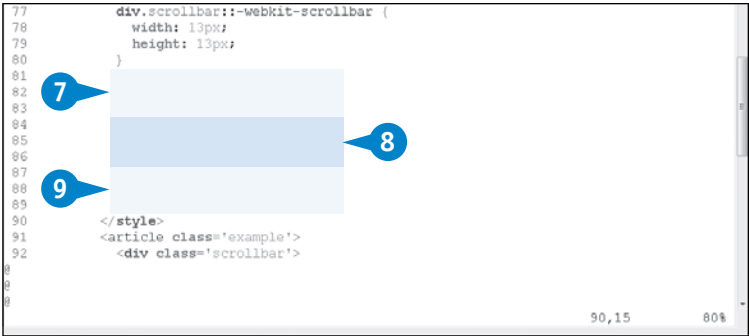 77 div.scrollbar::-webkit-scrollbar {
78 width: 13px;
79 height: 13px;
80 }
81
82
83
84
85
86
87
88
89
90 </style>
91 <article class='example'>
92 <div class='scrollbar'>
@
@
@
90,15 80%
7
8
9